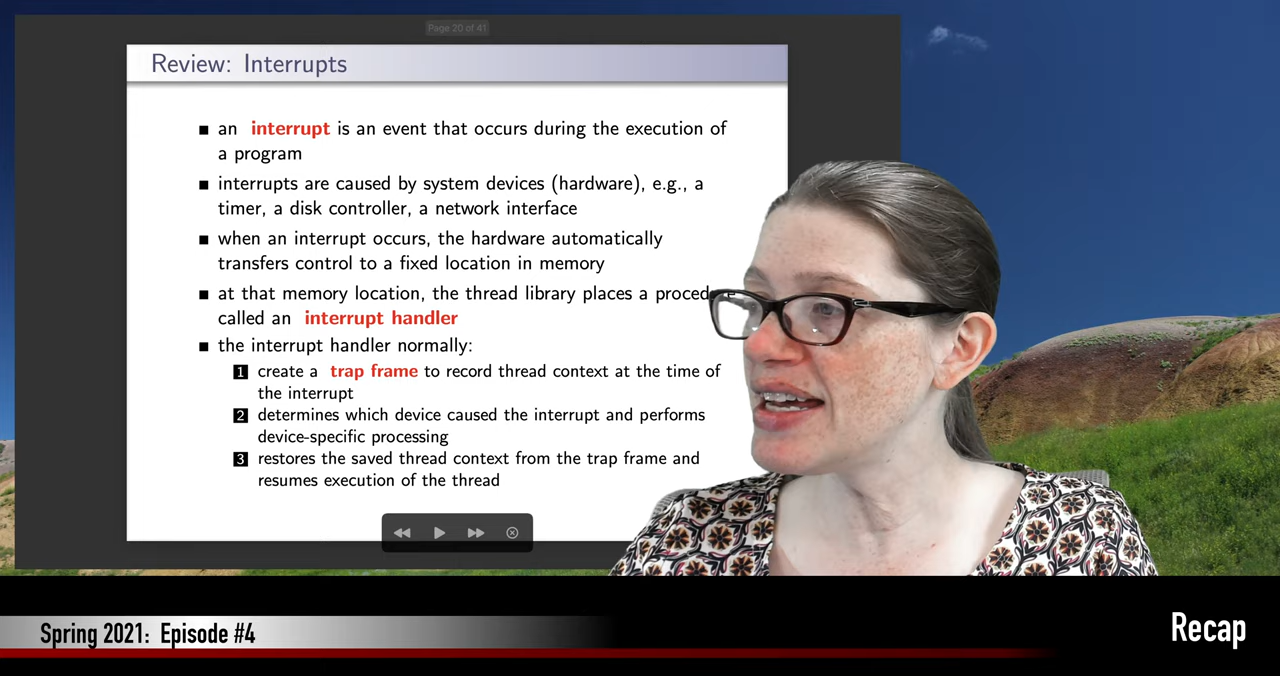 Page 20 of 41
Review: Interrupts
■ an interrupt is an event that occurs during the execution of
a program
■ interrupts are caused by system devices (hardware), e.g., a
timer, a disk controller, a network interface
■ when an interrupt occurs, the hardware automatically
transfers control to a fixed location in memory
■ at that memory location, the thread library places a
called an interrupt handler
■ the interrupt handler normally:
1 create a trap frame to record thread context at the time of
the interrupt
2 determines which device caused the interrupt and performs
device-specific processing
3 restores the saved thread context from the trap frame and
resumes execution of the thread
Spring 2021: Episode #4
Recap